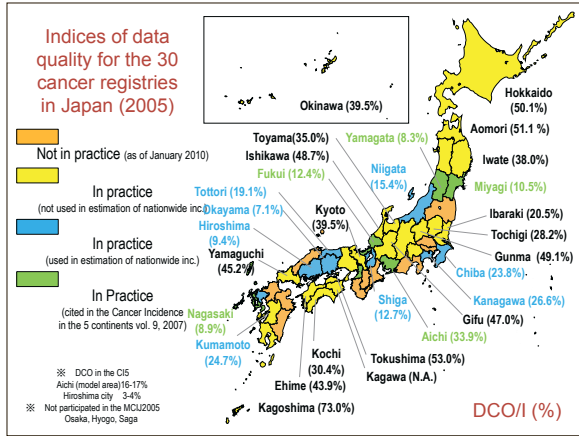 Indices of data
quality for the 30
cancer registries
in Japan (2005)
Not in practice (as of January 2010)
In practice
(not used in estimation of nationwide inc.)
In practice
(used in estimation of nationwide inc.)
In Practice
(cited in the Cancer Incidence
in the 5 continents vol. 9, 2007)
※ DCO in the CI5
Aichi (model area)16-17%
Hiroshima city 3-4%
※ Not participated in the MCIJ2005
Osaka, Hyogo, Saga
Okinawa (39.5%)
Hokkaido
(50.1%)
Aomori (51.1 %)
Toyama(35.0%)
Yamagata (8.3%)
Ishikawa (48.7%)
Iwate (38.0%)
Fukui (12.4%)
Niigata
(15.4%)
Miyagi (10.5%)
Tottori (19.1%)
Okayama (7.1%)
Kyoto
(39.5%)
Hiroshima
(9.4%)
Ibaraki (20.5%)
Tochigi (28.2%)
Yamaguchi
(45.2%)
Gunma (49.1%)
Chiba (23.8%)
Kanagawa (26.6%)
Shiga
(12.7%)
Gifu (47.0%)
Nagasaki
(8.9%)
Aichi (33.9%)
Kumamoto
(24.7%)
Kochi
(30.4%)
Tokushima (53.0%)
Kagawa (N.A.)
Ehime (43.9%)
Kagoshima (73.0%)
DCO/I (%)